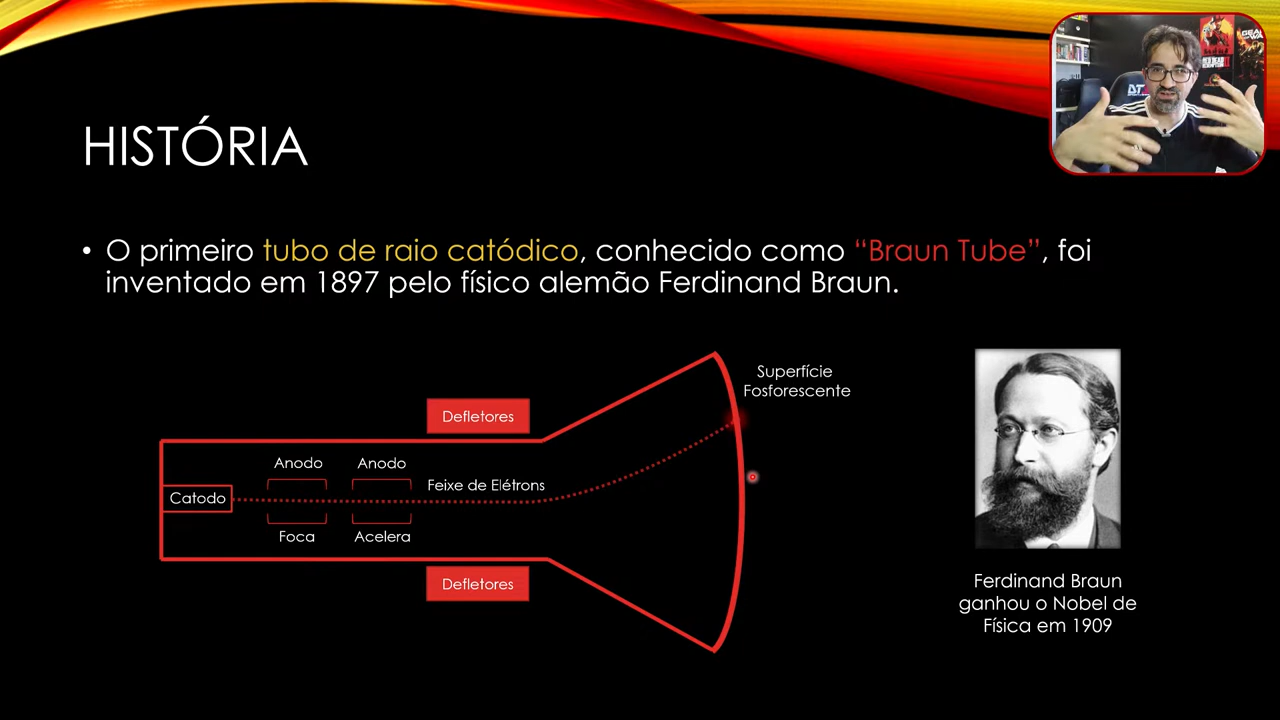 HISTÓRIA
• O primeiro tubo de raio catódico, conhecido como “Braun Tube”, foi
inventado em 1897 pelo físico alemão Ferdinand Braun.
Superfície
Fosforescente
Defletores
Anodo
Anodo
Feixe de Elétrons
Catodo
Foca
Acelera
Defletores
Ferdinand Braun
ganhou o Nobel de
Física em 1909